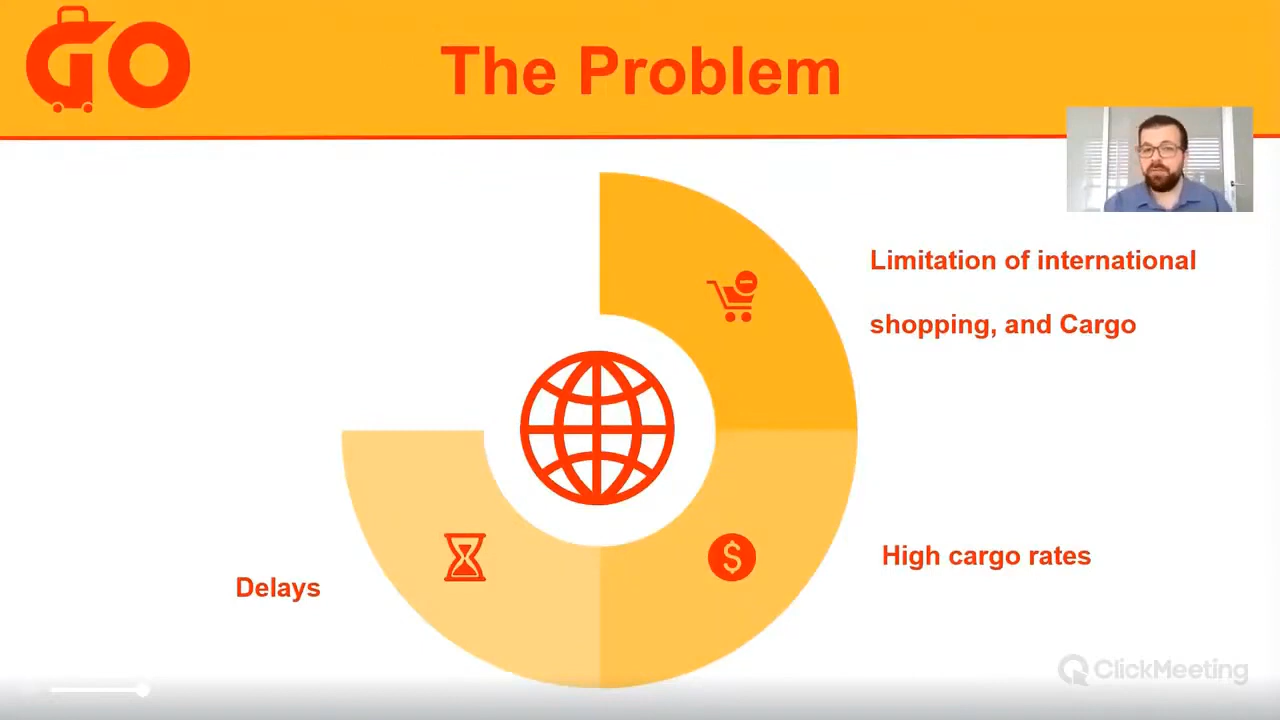 GO
The Problem
Limitation of international
shopping, and Cargo
High cargo rates
Delays
ClickMeeting